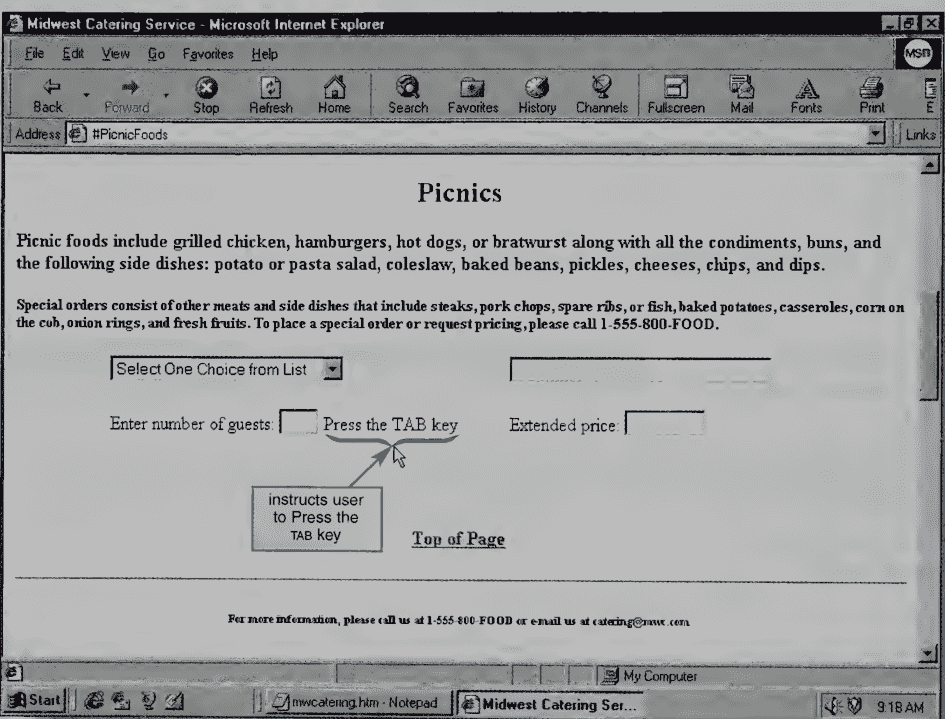 Midwest Catering Service - Microsoft Internet Explorer
File Edit View Go Favorites Help
MSB
Back Forward Stop Refresh Home Search Favorites History Channels Fullscreen Mail Fonts Print E
Address #PicnicFoods Links
Picnics
Picnic foods include grilled chicken, hamburgers, hot dogs, or bratwurst along with all the condiments, buns, and
the following side dishes: potato or pasta salad, coleslaw, baked beans, pickles, cheeses, chips, and dips.
Special orders consist of other meats and side dishes that include steaks, pork chops, spare ribs, or fish, baked potatoes, casseroles, corn on
the cob, onion rings, and fresh fruits. To place a special order or request pricing, please call 1-555-800-FOOD.
Select One Choice from List
Enter number of guests: Press the TAB key Extended price:
instructs user
to Press the
TAB key
Top of Page
For more information, please call us at 1-555-800-FOOD or e-mail us at catering@mwc.com
My Computer
Start mwcatering.htm - Notepad Midwest Catering Ser... 9:18 AM